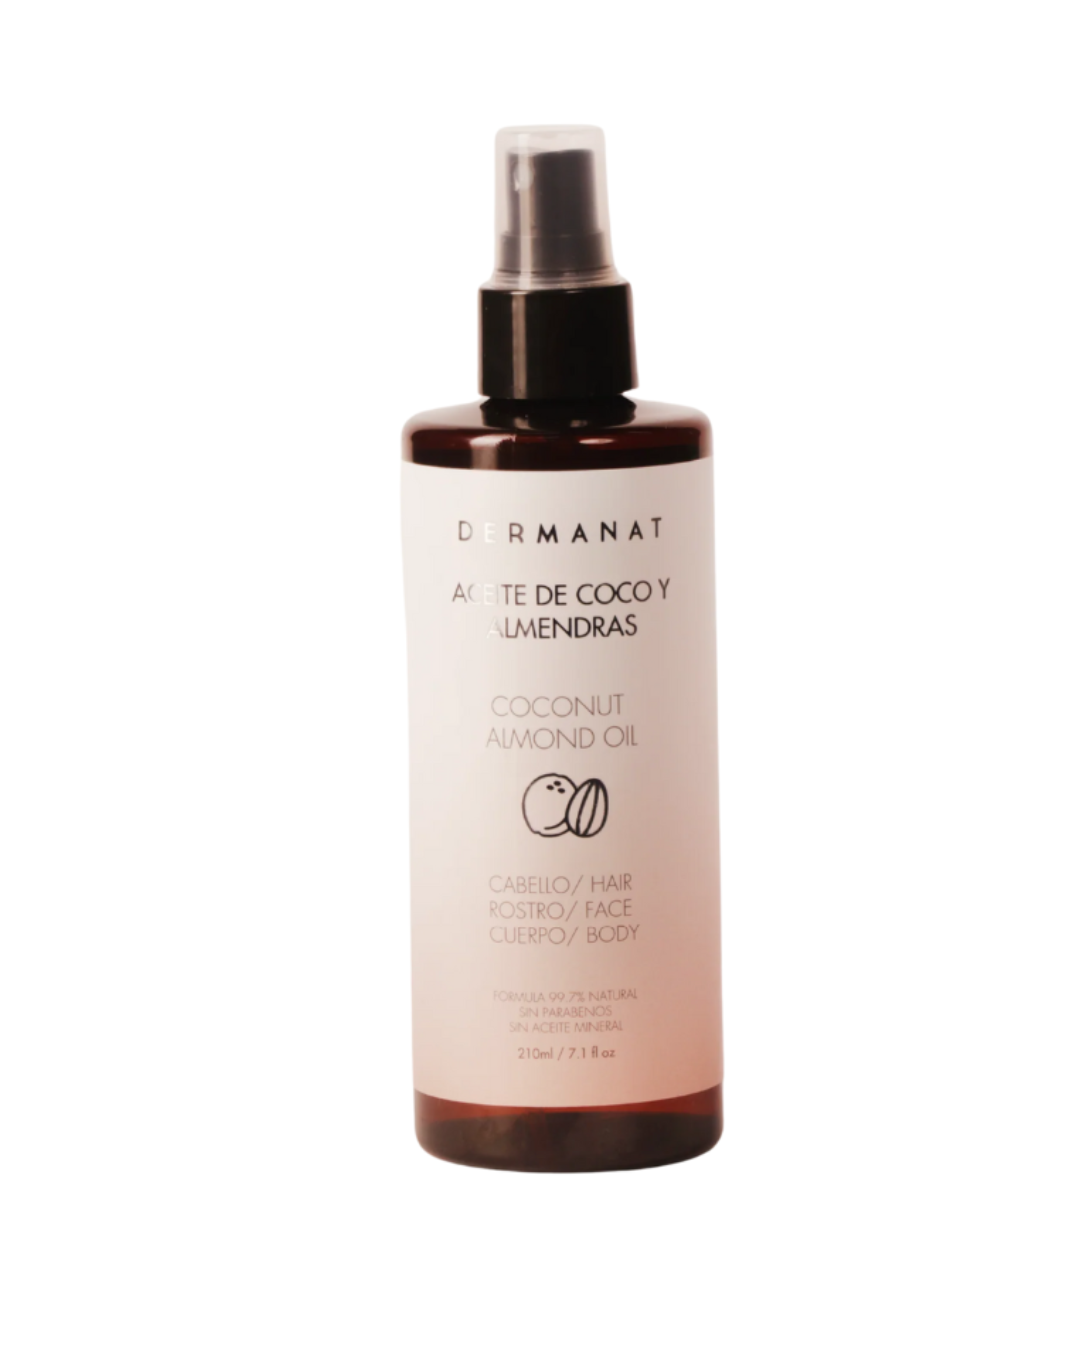 DERMANAT
ACEITE DE COCO Y
ALMENDRAS
COCONUT
ALMOND OIL
CABELLO/ HAIR
ROSTRO/ FACE
CUERPO/ BODY
FORMULA 99.7% NATURAL
SIN PARABENOS
SIN ACEITE MINERAL
210ml / 7.1 fl oz